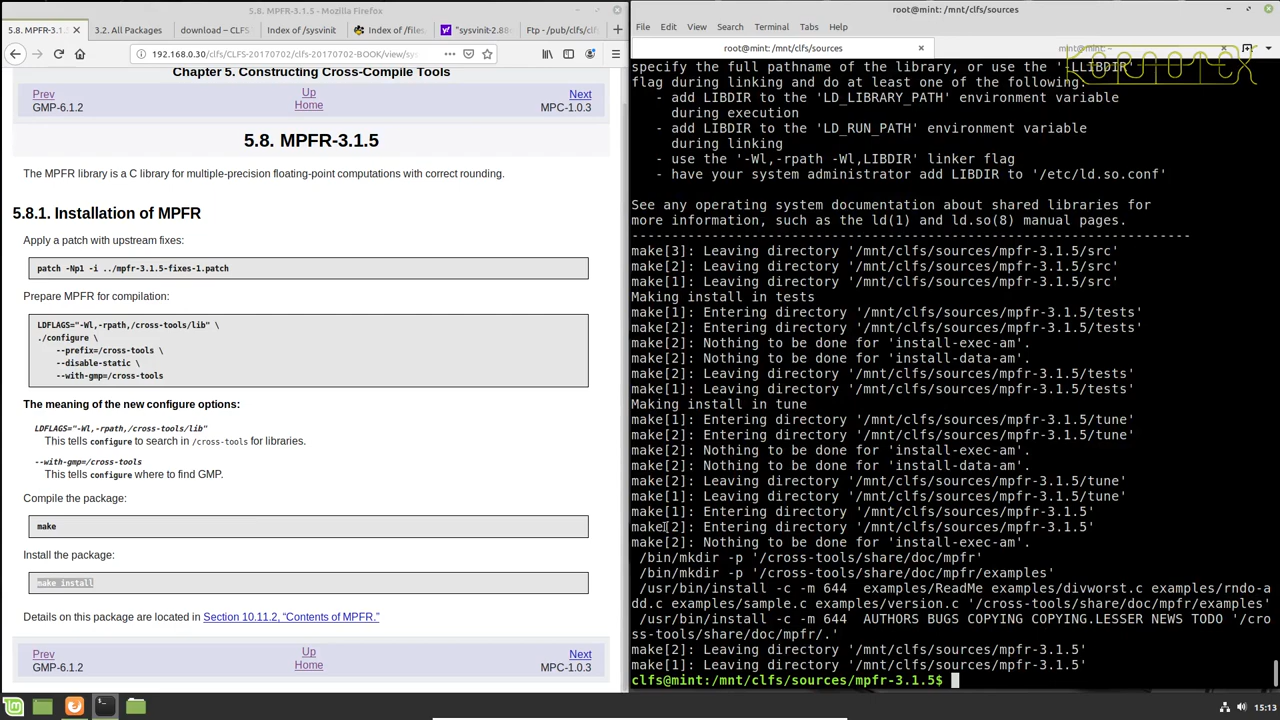 5.8. MPFR-3.1.5 - Mozilla Firefox
5.8. MPFR-3.1.
3.2. All Packages
download — CLFS
Index of /sysvinit
Index of /files
"sysvinit-2.88
Ftp - /pub/clfs/c
192.168.0.30/clfs/CLFS-20170702/clfs-20170702-BOOK/view/sy
Chapter 5. Constructing Cross-Compile Tools
Prev
Up
Next
GMP-6.1.2
Home
MPC-1.0.3
5.8. MPFR-3.1.5
The MPFR library is a C library for multiple-precision floating-point computations with correct rounding.
5.8.1. Installation of MPFR
Apply a patch with upstream fixes:
patch -Np1 -i ../mpfr-3.1.5-fixes-1.patch
Prepare MPFR for compilation:
LDFLAGS="-Wl,-rpath,/cross-tools/lib" \
./configure \
--prefix=/cross-tools \
--disable-static \
--with-gmp=/cross-tools
The meaning of the new configure options:
LDFLAGS="-Wl,-rpath,/cross-tools/lib"
This tells configure to search in /cross-tools for libraries.
--with-gmp=/cross-tools
This tells configure where to find GMP.
Compile the package:
make
Install the package:
make install
Details on this package are located in Section 10.11.2, “Contents of MPFR.”
Prev
Up
Next
GMP-6.1.2
Home
MPC-1.0.3
root@mint: /mnt/clfs/sources
File Edit View Search Terminal Tabs Help
root@mint: /mnt/clfs/sources
root@mint: ~
specify the full pathname of the library, or use the '-LLIBDIR'
flag during linking and do at least one of the following:
- add LIBDIR to the 'LD_LIBRARY_PATH' environment variable
during execution
- add LIBDIR to the 'LD_RUN_PATH' environment variable
during linking
- use the '-Wl,-rpath -Wl,LIBDIR' linker flag
- have your system administrator add LIBDIR to '/etc/ld.so.conf'
See any operating system documentation about shared libraries for
more information, such as the ld(1) and ld.so(8) manual pages.
----------------------------------------------------------------------
make[3]: Leaving directory '/mnt/clfs/sources/mpfr-3.1.5/src'
make[2]: Leaving directory '/mnt/clfs/sources/mpfr-3.1.5/src'
make[1]: Leaving directory '/mnt/clfs/sources/mpfr-3.1.5/src'
Making install in tests
make[1]: Entering directory '/mnt/clfs/sources/mpfr-3.1.5/tests'
make[2]: Entering directory '/mnt/clfs/sources/mpfr-3.1.5/tests'
make[2]: Nothing to be done for 'install-exec-am'.
make[2]: Nothing to be done for 'install-data-am'.
make[2]: Leaving directory '/mnt/clfs/sources/mpfr-3.1.5/tests'
make[1]: Leaving directory '/mnt/clfs/sources/mpfr-3.1.5/tests'
Making install in tune
make[1]: Entering directory '/mnt/clfs/sources/mpfr-3.1.5/tune'
make[2]: Entering directory '/mnt/clfs/sources/mpfr-3.1.5/tune'
make[2]: Nothing to be done for 'install-exec-am'.
make[2]: Nothing to be done for 'install-data-am'.
make[2]: Leaving directory '/mnt/clfs/sources/mpfr-3.1.5/tune'
make[1]: Leaving directory '/mnt/clfs/sources/mpfr-3.1.5/tune'
make[1]: Entering directory '/mnt/clfs/sources/mpfr-3.1.5'
make[2]: Entering directory '/mnt/clfs/sources/mpfr-3.1.5'
make[2]: Nothing to be done for 'install-exec-am'.
/bin/mkdir -p '/cross-tools/share/doc/mpfr'
/bin/mkdir -p '/cross-tools/share/doc/mpfr/examples'
/usr/bin/install -c -m 644  examples/ReadMe examples/divworst.c examples/rndo-a
dd.c examples/sample.c examples/version.c '/cross-tools/share/doc/mpfr/examples'
/usr/bin/install -c -m 644  AUTHORS BUGS COPYING COPYING.LESSER NEWS TODO '/cro
ss-tools/share/doc/mpfr/.'
make[2]: Leaving directory '/mnt/clfs/sources/mpfr-3.1.5'
make[1]: Leaving directory '/mnt/clfs/sources/mpfr-3.1.5'
clfs@mint:/mnt/clfs/sources/mpfr-3.1.5$
15:13